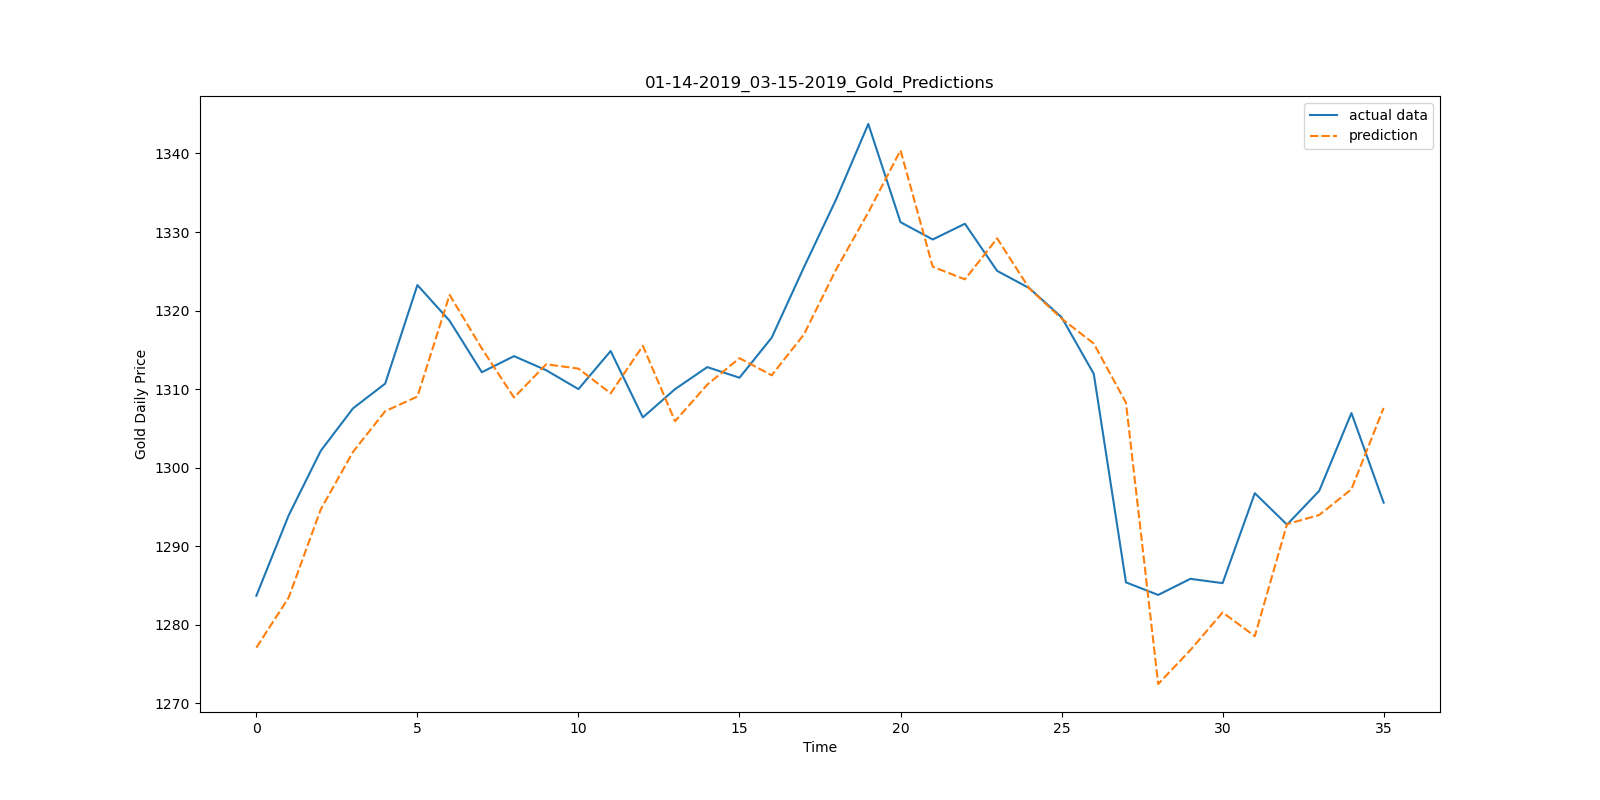 01-14-2019_03-15-2019_Gold_Predictions
actual data
prediction
Gold Daily Price
1340
1330
1320
1310
1300
1290
1280
1270
0 5 10 15 20 25 30 35
Time